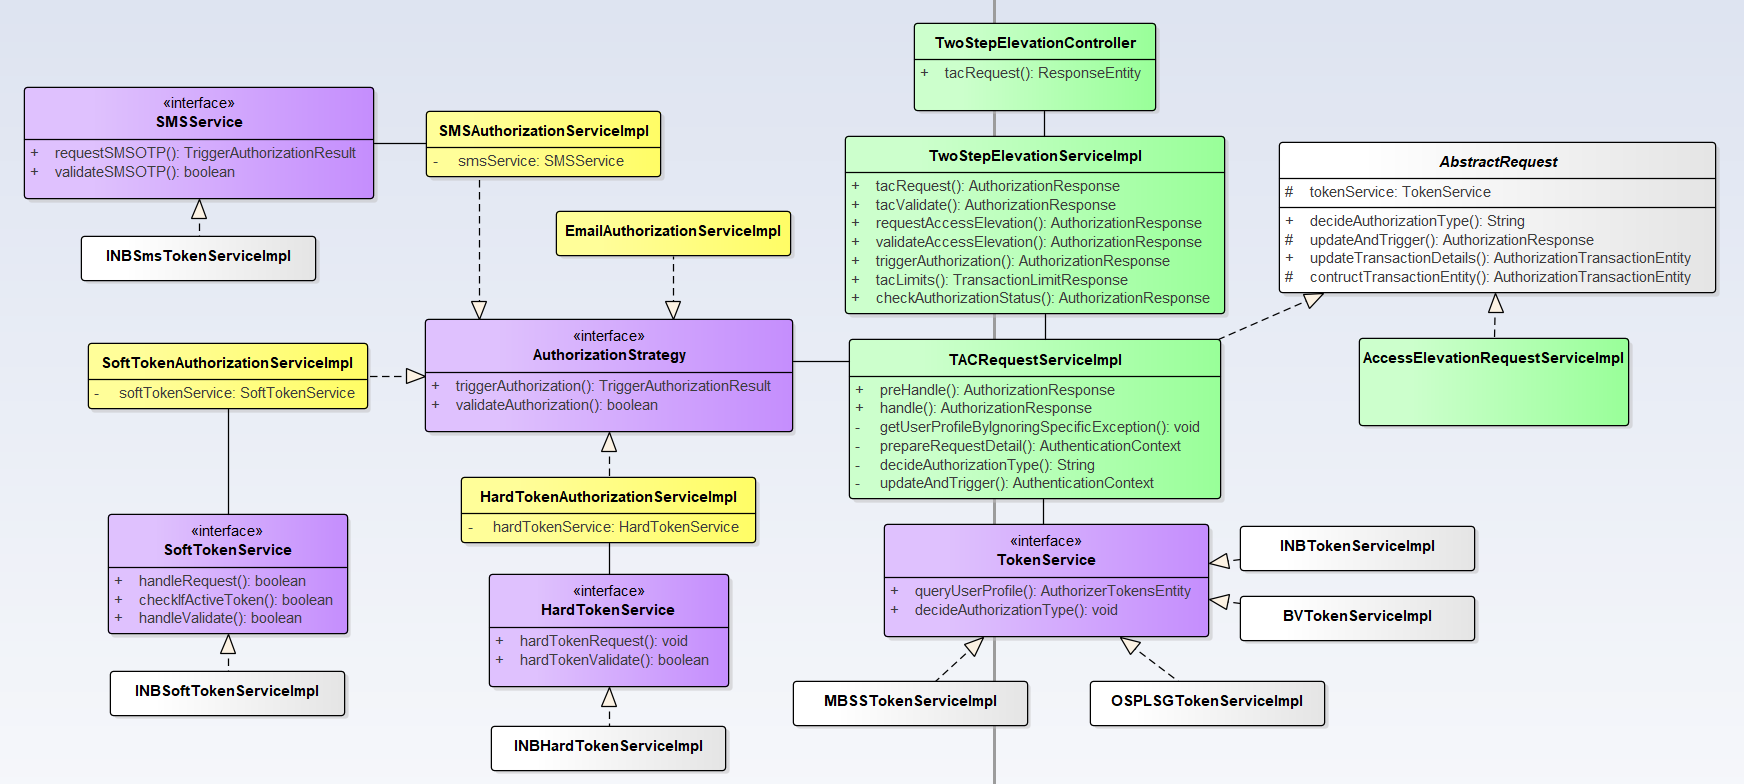 TwoStepElevationController
+ tacRequest(): ResponseEntity
«interface»
SMSService
+ requestSMSOTP(): TriggerAuthorizationResult
+ validateSMSOTP(): boolean
SMSAuthorizationServiceImpl
- smsService: SMSService
TwoStepElevationServiceImpl
+ tacRequest(): AuthorizationResponse
+ tacValidate(): AuthorizationResponse
+ requestAccessElevation(): AuthorizationResponse
+ validateAccessElevation(): AuthorizationResponse
+ triggerAuthorization(): AuthorizationResponse
+ tacLimits(): TransactionLimitResponse
+ checkAuthorizationStatus(): AuthorizationResponse
AbstractRequest
# tokenService: TokenService
+ decideAuthorizationType(): String
# updateAndTrigger(): AuthorizationResponse
+ updateTransactionDetails(): AuthorizationTransactionEntity
# contructTransactionEntity(): AuthorizationTransactionEntity
INBSmsTokenServiceImpl
EmailAuthorizationServiceImpl
SoftTokenAuthorizationServiceImpl
- softTokenService: SoftTokenService
«interface»
AuthorizationStrategy
+ triggerAuthorization(): TriggerAuthorizationResult
+ validateAuthorization(): boolean
TACRequestServiceImpl
+ preHandle(): AuthorizationResponse
+ handle(): AuthorizationResponse
- getUserProfileByIgnoringSpecificException(): void
- prepareRequestDetail(): AuthenticationContext
- decideAuthorizationType(): String
- updateAndTrigger(): AuthenticationContext
AccessElevationRequestServiceImpl
HardTokenAuthorizationServiceImpl
- hardTokenService: HardTokenService
«interface»
SoftTokenService
+ handleRequest(): boolean
+ checkIfActiveToken(): boolean
+ handleValidate(): boolean
«interface»
HardTokenService
+ hardTokenRequest(): void
+ hardTokenValidate(): boolean
«interface»
TokenService
+ queryUserProfile(): AuthorizerTokensEntity
+ decideAuthorizationType(): void
INBTokenServiceImpl
BVTokenServiceImpl
INBSoftTokenServiceImpl
MBSSTokenServiceImpl
OSPLSGTokenServiceImpl
INBHardTokenServiceImpl